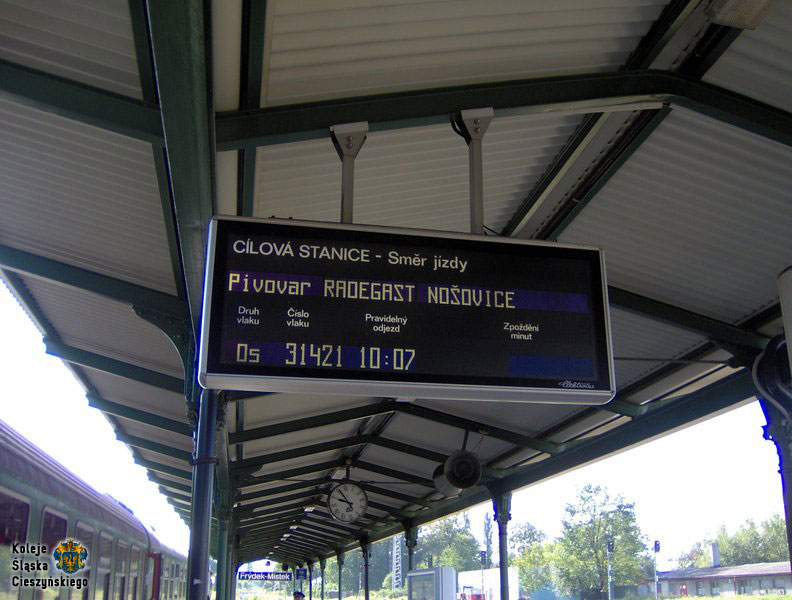 CÍLOVÁ STANICE - Směr jízdy
Pivovar RADEGAST NOŠOVICE
Druh vlaku
Číslo vlaku
Pravidelný odjezd
Zpoždění minut
Os 31421 10:07
Frýdek-Místek
Koleje
Śląska
Cieszyńskiego